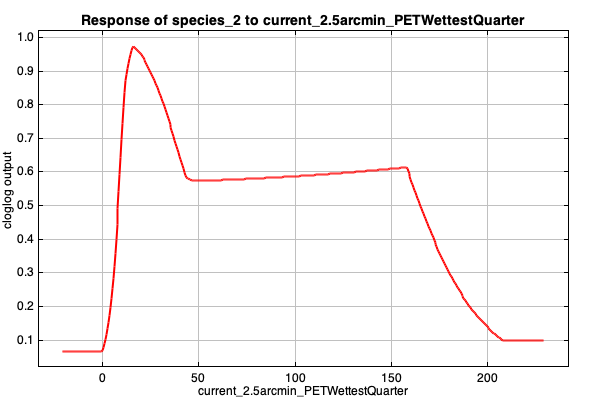 Response of species_2 to current_2.5arcmin_PETWettestQuarter
1.0
0.9
0.8
0.7
0.6
0.5
0.4
0.3
0.2
0.1
cloglog output
0 50 100 150 200
current_2.5arcmin_PETWettestQuarter